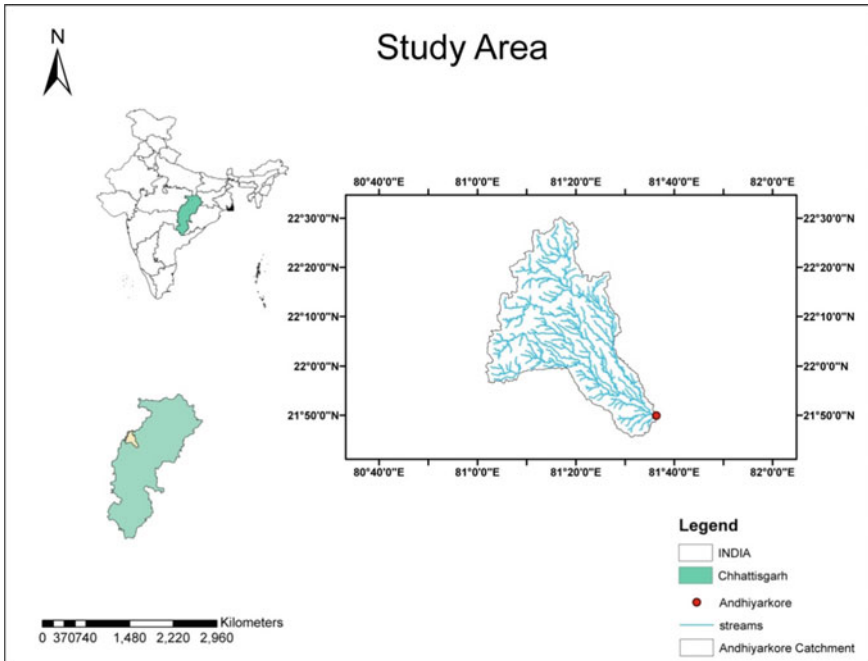 Study Area
N
80°40'0"E 81°0'0"E 81°20'0"E 81°40'0"E 82°0'0"E
22°30'0"N 22°30'0"N
22°20'0"N 22°20'0"N
22°10'0"N 22°10'0"N
22°0'0"N 22°0'0"N
21°50'0"N 21°50'0"N
80°40'0"E 81°0'0"E 81°20'0"E 81°40'0"E 82°0'0"E
Legend
INDIA
Chhattisgarh
Andhiyarkore
streams
Andhiyarkore Catchment
Kilometers
0 370740 1,480 2,220 2,960